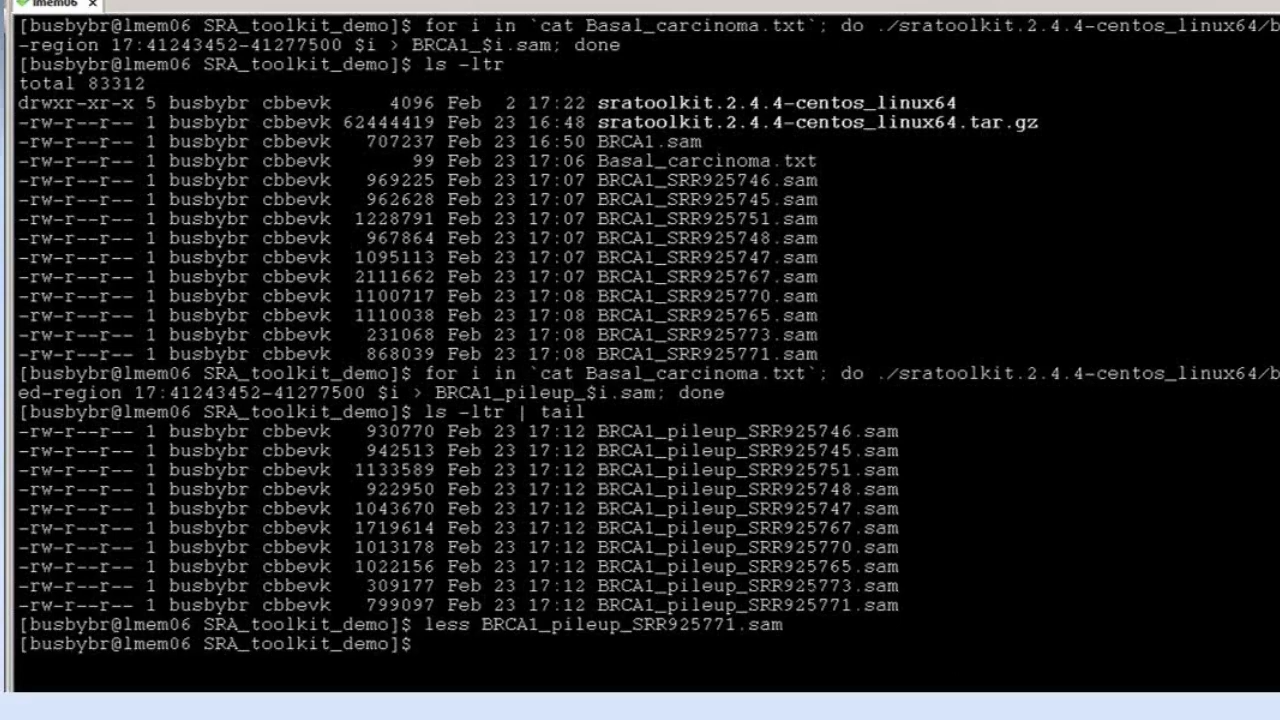 lmem06 ×
[busbybr@lmem06 SRA_toolkit_demo]$ for i in `cat Basal_carcinoma.txt`; do ./sratoolkit.2.4.4-centos_linux64/b
-region 17:41243452-41277500 $i > BRCA1_$i.sam; done
[busbybr@lmem06 SRA_toolkit_demo]$ ls -ltr
total 83312
drwxr-xr-x 5 busbybr cbbevk 4096 Feb 2 17:22 sratoolkit.2.4.4-centos_linux64
-rw-r--r-- 1 busbybr cbbevk 62444419 Feb 23 16:48 sratoolkit.2.4.4-centos_linux64.tar.gz
-rw-r--r-- 1 busbybr cbbevk 707237 Feb 23 16:50 BRCA1.sam
-rw-r--r-- 1 busbybr cbbevk 99 Feb 23 17:06 Basal_carcinoma.txt
-rw-r--r-- 1 busbybr cbbevk 969225 Feb 23 17:07 BRCA1_SRR925746.sam
-rw-r--r-- 1 busbybr cbbevk 962628 Feb 23 17:07 BRCA1_SRR925745.sam
-rw-r--r-- 1 busbybr cbbevk 1228791 Feb 23 17:07 BRCA1_SRR925751.sam
-rw-r--r-- 1 busbybr cbbevk 967864 Feb 23 17:07 BRCA1_SRR925748.sam
-rw-r--r-- 1 busbybr cbbevk 1095113 Feb 23 17:07 BRCA1_SRR925747.sam
-rw-r--r-- 1 busbybr cbbevk 2111662 Feb 23 17:07 BRCA1_SRR925767.sam
-rw-r--r-- 1 busbybr cbbevk 1100717 Feb 23 17:08 BRCA1_SRR925770.sam
-rw-r--r-- 1 busbybr cbbevk 1110038 Feb 23 17:08 BRCA1_SRR925765.sam
-rw-r--r-- 1 busbybr cbbevk 231068 Feb 23 17:08 BRCA1_SRR925773.sam
-rw-r--r-- 1 busbybr cbbevk 868039 Feb 23 17:08 BRCA1_SRR925771.sam
[busbybr@lmem06 SRA_toolkit_demo]$ for i in `cat Basal_carcinoma.txt`; do ./sratoolkit.2.4.4-centos_linux64/b
ed-region 17:41243452-41277500 $i > BRCA1_pileup_$i.sam; done
[busbybr@lmem06 SRA_toolkit_demo]$ ls -ltr | tail
-rw-r--r-- 1 busbybr cbbevk 930770 Feb 23 17:12 BRCA1_pileup_SRR925746.sam
-rw-r--r-- 1 busbybr cbbevk 942513 Feb 23 17:12 BRCA1_pileup_SRR925745.sam
-rw-r--r-- 1 busbybr cbbevk 1133589 Feb 23 17:12 BRCA1_pileup_SRR925751.sam
-rw-r--r-- 1 busbybr cbbevk 922950 Feb 23 17:12 BRCA1_pileup_SRR925748.sam
-rw-r--r-- 1 busbybr cbbevk 1043670 Feb 23 17:12 BRCA1_pileup_SRR925747.sam
-rw-r--r-- 1 busbybr cbbevk 1719614 Feb 23 17:12 BRCA1_pileup_SRR925767.sam
-rw-r--r-- 1 busbybr cbbevk 1013178 Feb 23 17:12 BRCA1_pileup_SRR925770.sam
-rw-r--r-- 1 busbybr cbbevk 1022156 Feb 23 17:12 BRCA1_pileup_SRR925765.sam
-rw-r--r-- 1 busbybr cbbevk 309177 Feb 23 17:12 BRCA1_pileup_SRR925773.sam
-rw-r--r-- 1 busbybr cbbevk 799097 Feb 23 17:12 BRCA1_pileup_SRR925771.sam
[busbybr@lmem06 SRA_toolkit_demo]$ less BRCA1_pileup_SRR925771.sam
[busbybr@lmem06 SRA_toolkit_demo]$